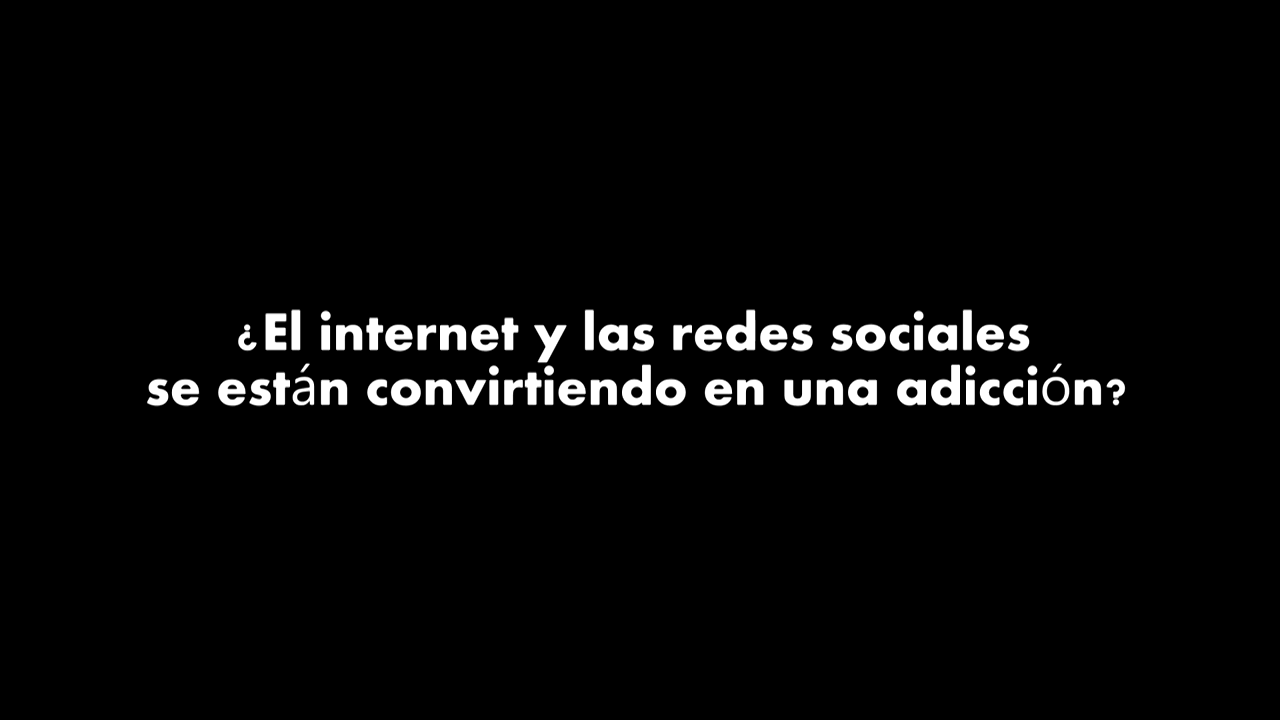 ¿El internet y las redes sociales
se están convirtiendo en una adicción?